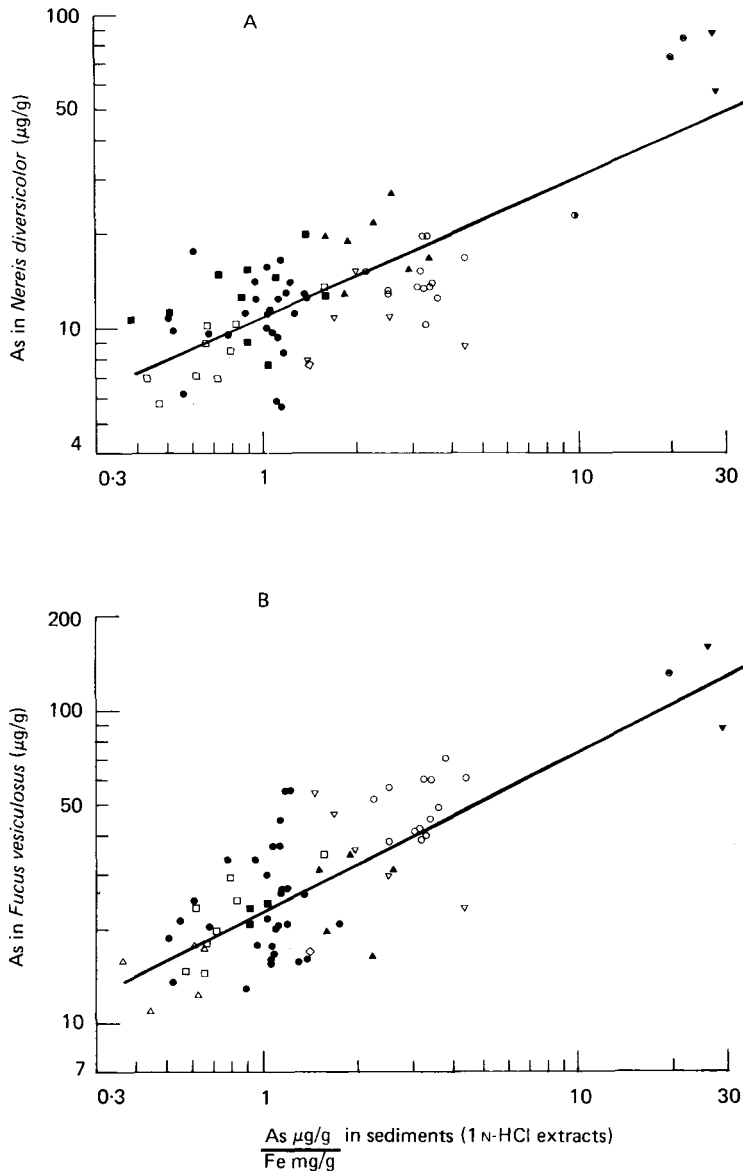 A
As in Nereis diversicolor (µg/g)
100
50
10
4
0·3
1
10
30
B
As in Fucus vesiculosus (µg/g)
200
100
50
10
7
0·3
1
10
30
As µg/g
Fe mg/g
in sediments (1 N-HCl extracts)